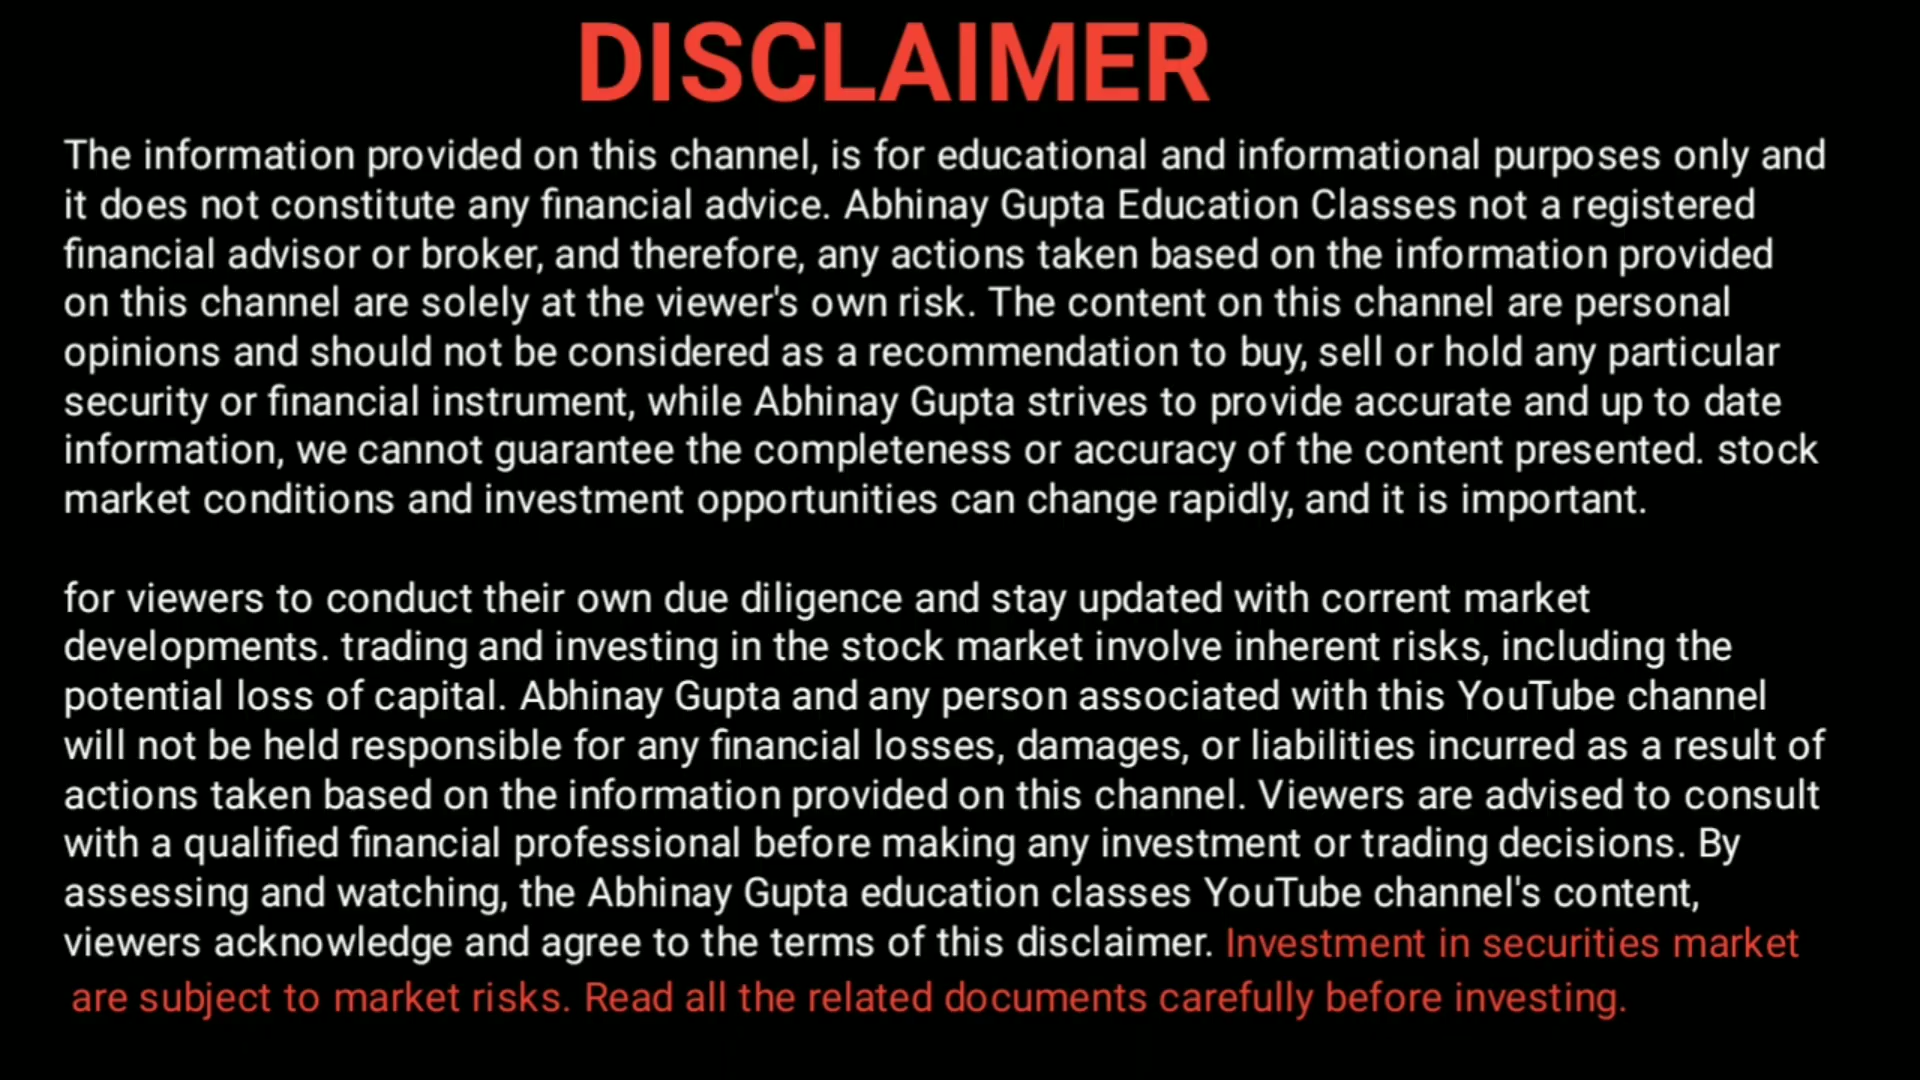 DISCLAIMER
The information provided on this channel, is for educational and informational purposes only and
it does not constitute any financial advice. Abhinay Gupta Education Classes not a registered
financial advisor or broker, and therefore, any actions taken based on the information provided
on this channel are solely at the viewer's own risk. The content on this channel are personal
opinions and should not be considered as a recommendation to buy, sell or hold any particular
security or financial instrument, while Abhinay Gupta strives to provide accurate and up to date
information, we cannot guarantee the completeness or accuracy of the content presented. stock
market conditions and investment opportunities can change rapidly, and it is important.
for viewers to conduct their own due diligence and stay updated with corrent market
developments. trading and investing in the stock market involve inherent risks, including the
potential loss of capital. Abhinay Gupta and any person associated with this YouTube channel
will not be held responsible for any financial losses, damages, or liabilities incurred as a result of
actions taken based on the information provided on this channel. Viewers are advised to consult
with a qualified financial professional before making any investment or trading decisions. By
assessing and watching, the Abhinay Gupta education classes YouTube channel's content,
viewers acknowledge and agree to the terms of this disclaimer. Investment in securities market
are subject to market risks. Read all the related documents carefully before investing.